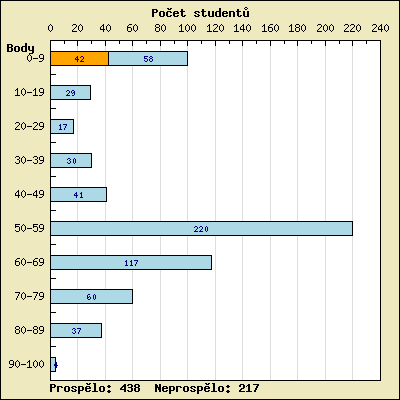 Počet studentů
0 20 40 60 80 100 120 140 160 180 200 220 240
Body
0-9 42 58
10-19 29
20-29 17
30-39 30
40-49 41
50-59 220
60-69 117
70-79 60
80-89 37
90-100 4
Prospělo: 438 Neprospělo: 217